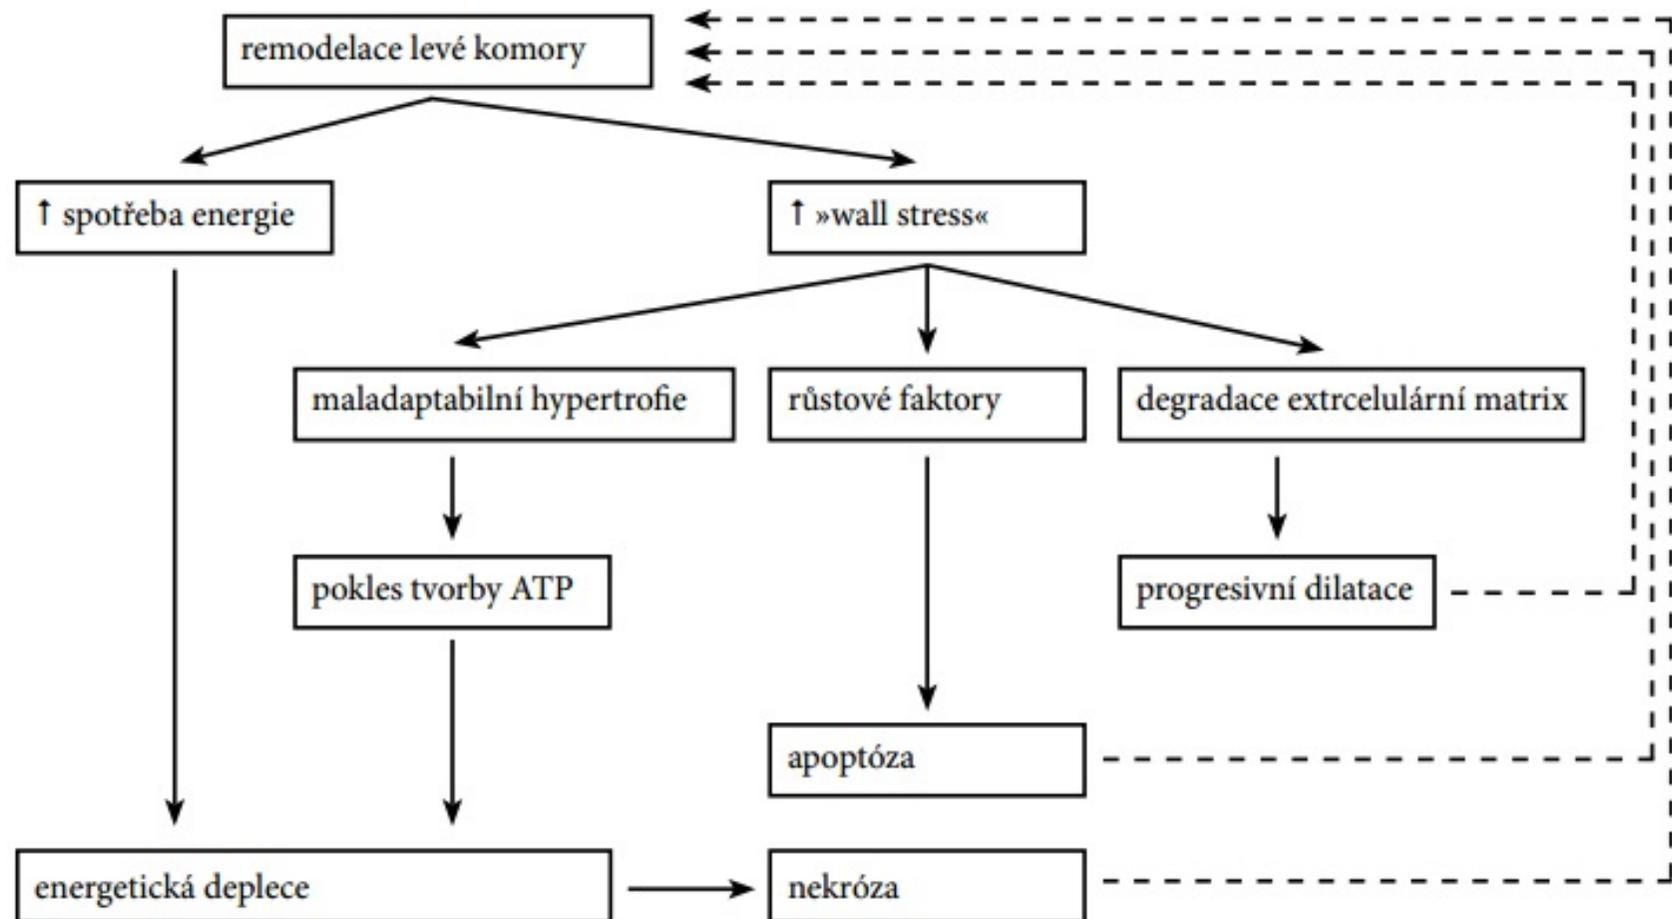 remodelace levé komory
↑ spotřeba energie
↑ »wall stress«
maladaptabilní hypertrofie
růstové faktory
degradace extrcelulární matrix
pokles tvorby ATP
progresivní dilatace
apoptóza
energetická deplece
nekróza